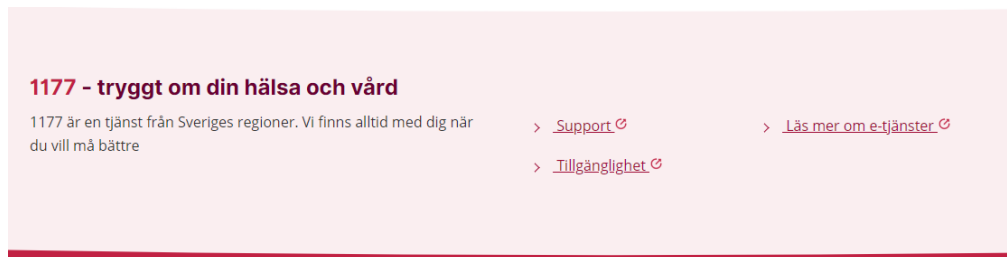 1177 - tryggt om din hälsa och vård
1177 är en tjänst från Sveriges regioner. Vi finns alltid med dig när
du vill må bättre
Support
Tillgänglighet
Läs mer om e-tjänster